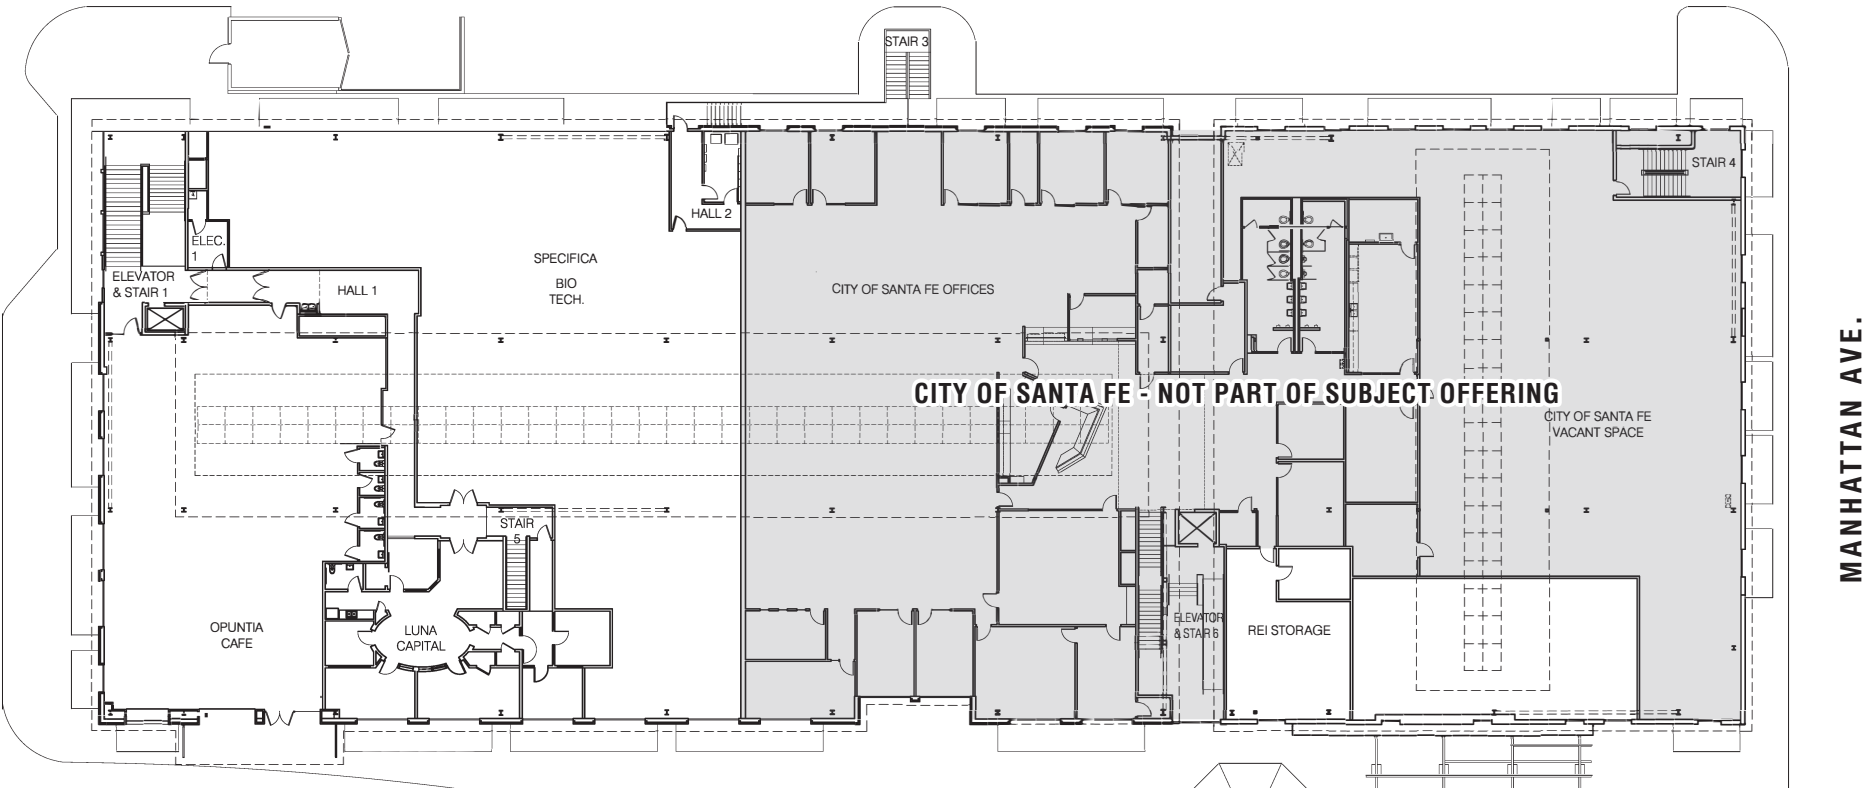 STAIR 3
STAIR 4
HALL 2
ELEC.
1
SPECIFICA
BIO
TECH.
ELEVATOR
& STAIR 1
HALL 1
CITY OF SANTA FE OFFICES
CITY OF SANTA FE - NOT PART OF SUBJECT OFFERING
CITY OF SANTA FE
VACANT SPACE
MANHATTAN AVE.
STAIR
5
OPUNTIA
CAFE
LUNA
CAPITAL
ELEVATOR
& STAIR 6
REI STORAGE